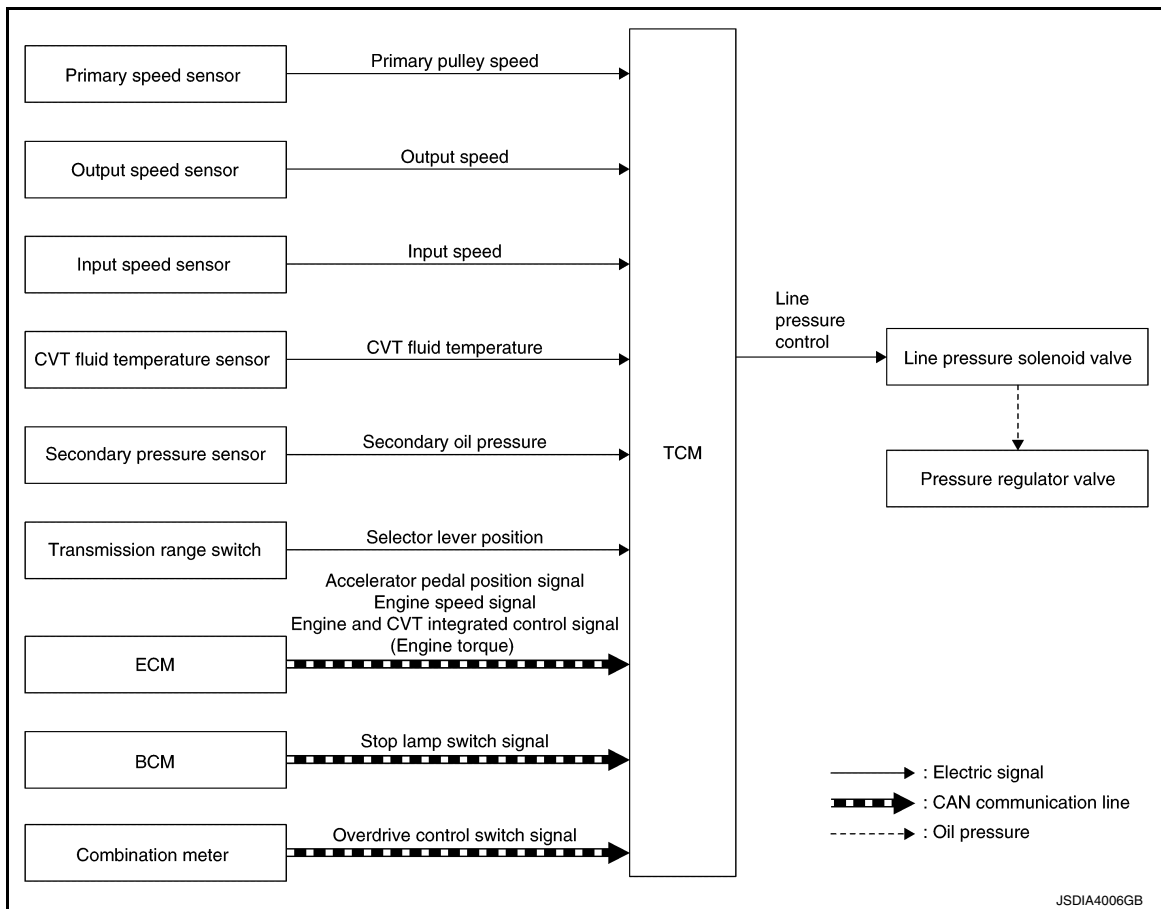 Primary speed sensor
Primary pulley speed
Output speed sensor
Output speed
Input speed sensor
Input speed
CVT fluid temperature sensor
CVT fluid temperature
Secondary pressure sensor
Secondary oil pressure
Transmission range switch
Selector lever position
ECM
Accelerator pedal position signal
Engine speed signal
Engine and CVT integrated control signal
(Engine torque)
BCM
Stop lamp switch signal
Combination meter
Overdrive control switch signal
TCM
Line
pressure
control
Line pressure solenoid valve
Pressure regulator valve
: Electric signal
: CAN communication line
: Oil pressure
JSDIA4006GB